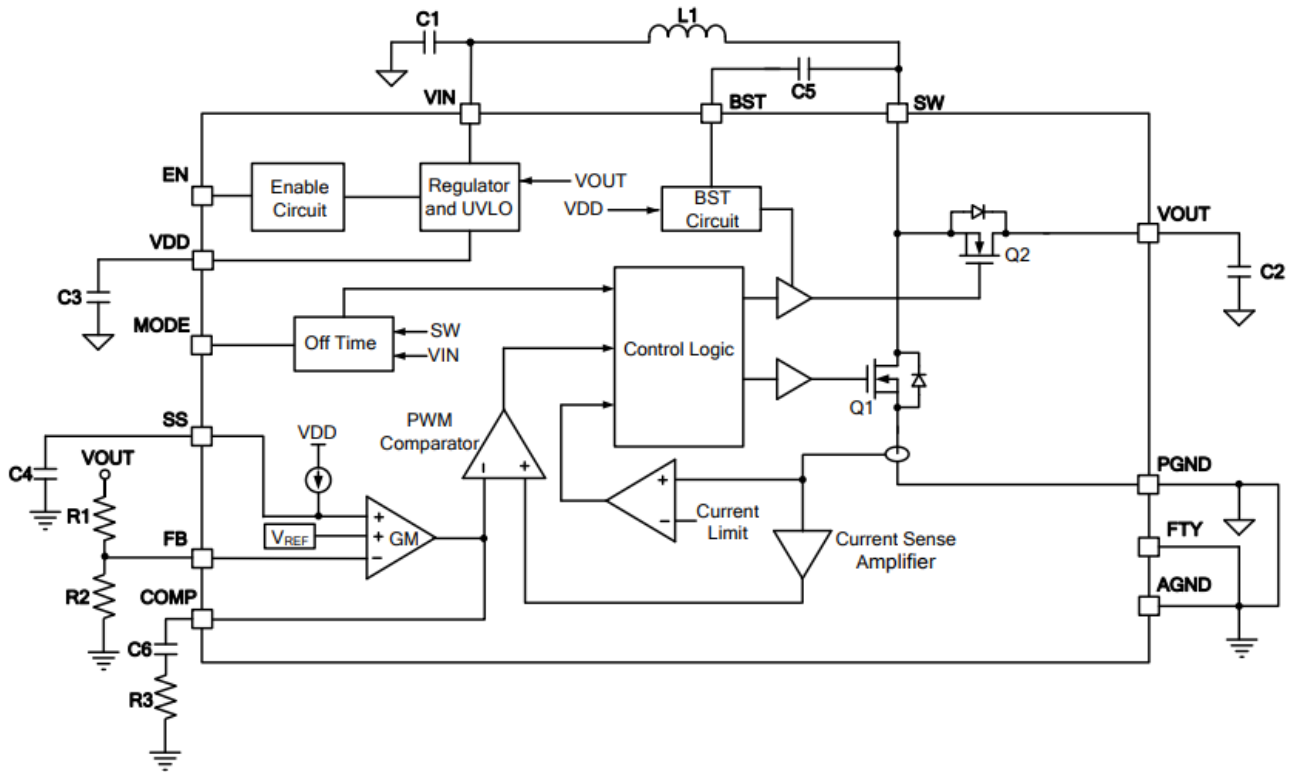 C1
L1
C5
VIN
BST
SW
EN
Enable
Circuit
Regulator
and UVLO
VOUT
VDD
BST
Circuit
VOUT
Q2
C2
VDD
C3
MODE
Off Time
SW
VIN
Control Logic
Q1
SS
VDD
PWM
Comparator
C4
VOUT
R1
FB
VREF
GM
+
+
−
−
+
+
−
Current
Limit
Current Sense
Amplifier
PGND
FTY
AGND
R2
COMP
C6
R3